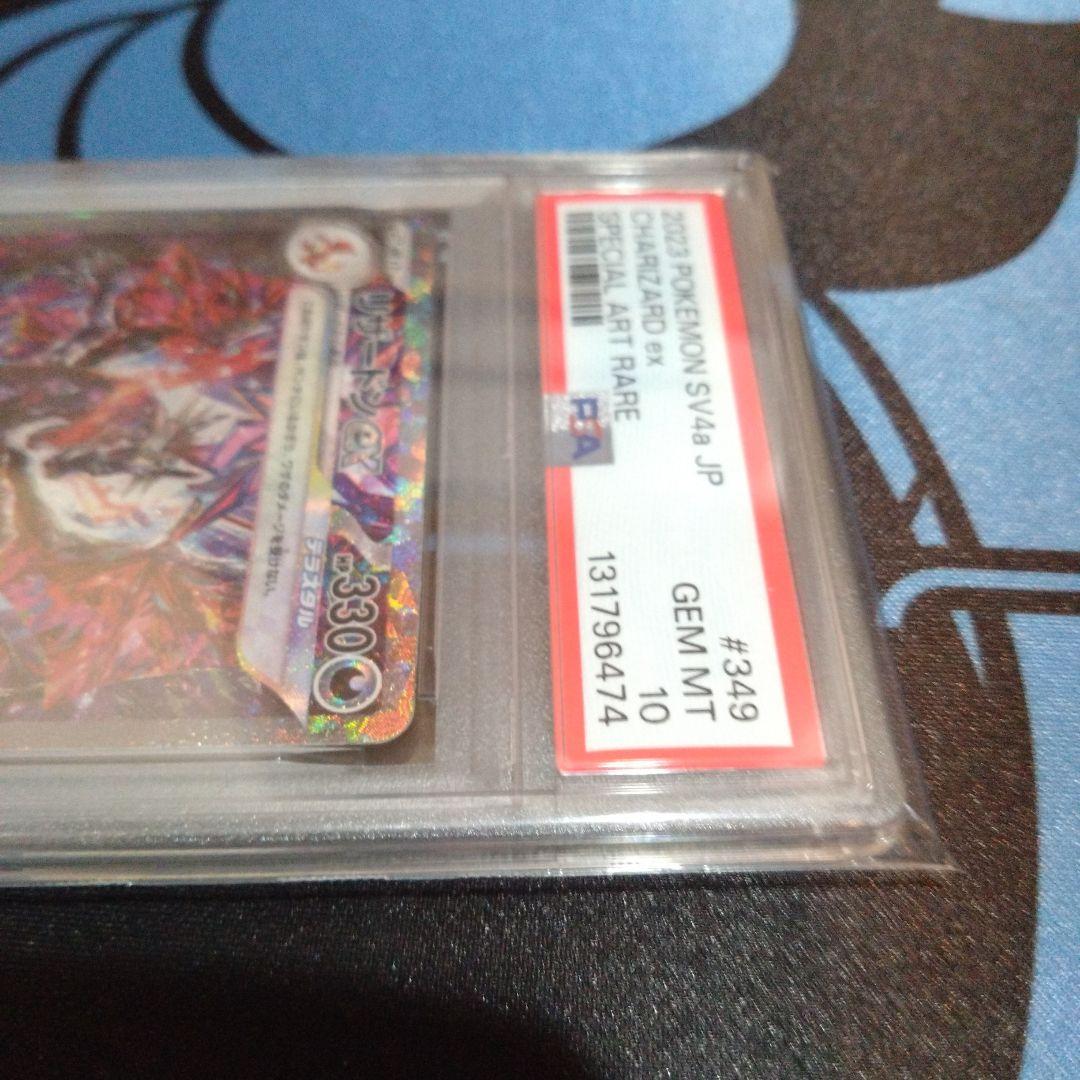 2023 POKEMON SV4a JP
#349
CHARIZARD ex
GEM MT
SPECIAL ART RARE
10
PSA
131796474
リザードンex
HP330
テラスタル